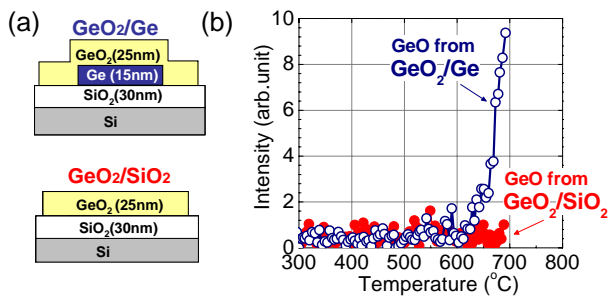 (a)
GeO₂/Ge
GeO₂(25nm)
Ge (15nm)
SiO₂(30nm)
Si
GeO₂/SiO₂
GeO₂ (25nm)
SiO₂(30nm)
Si
(b)
10
8
6
4
2
0
300 400 500 600 700 800
Intensity (arb.unit)
Temperature (°C)
GeO from
GeO₂/Ge
GeO from
GeO₂/SiO₂